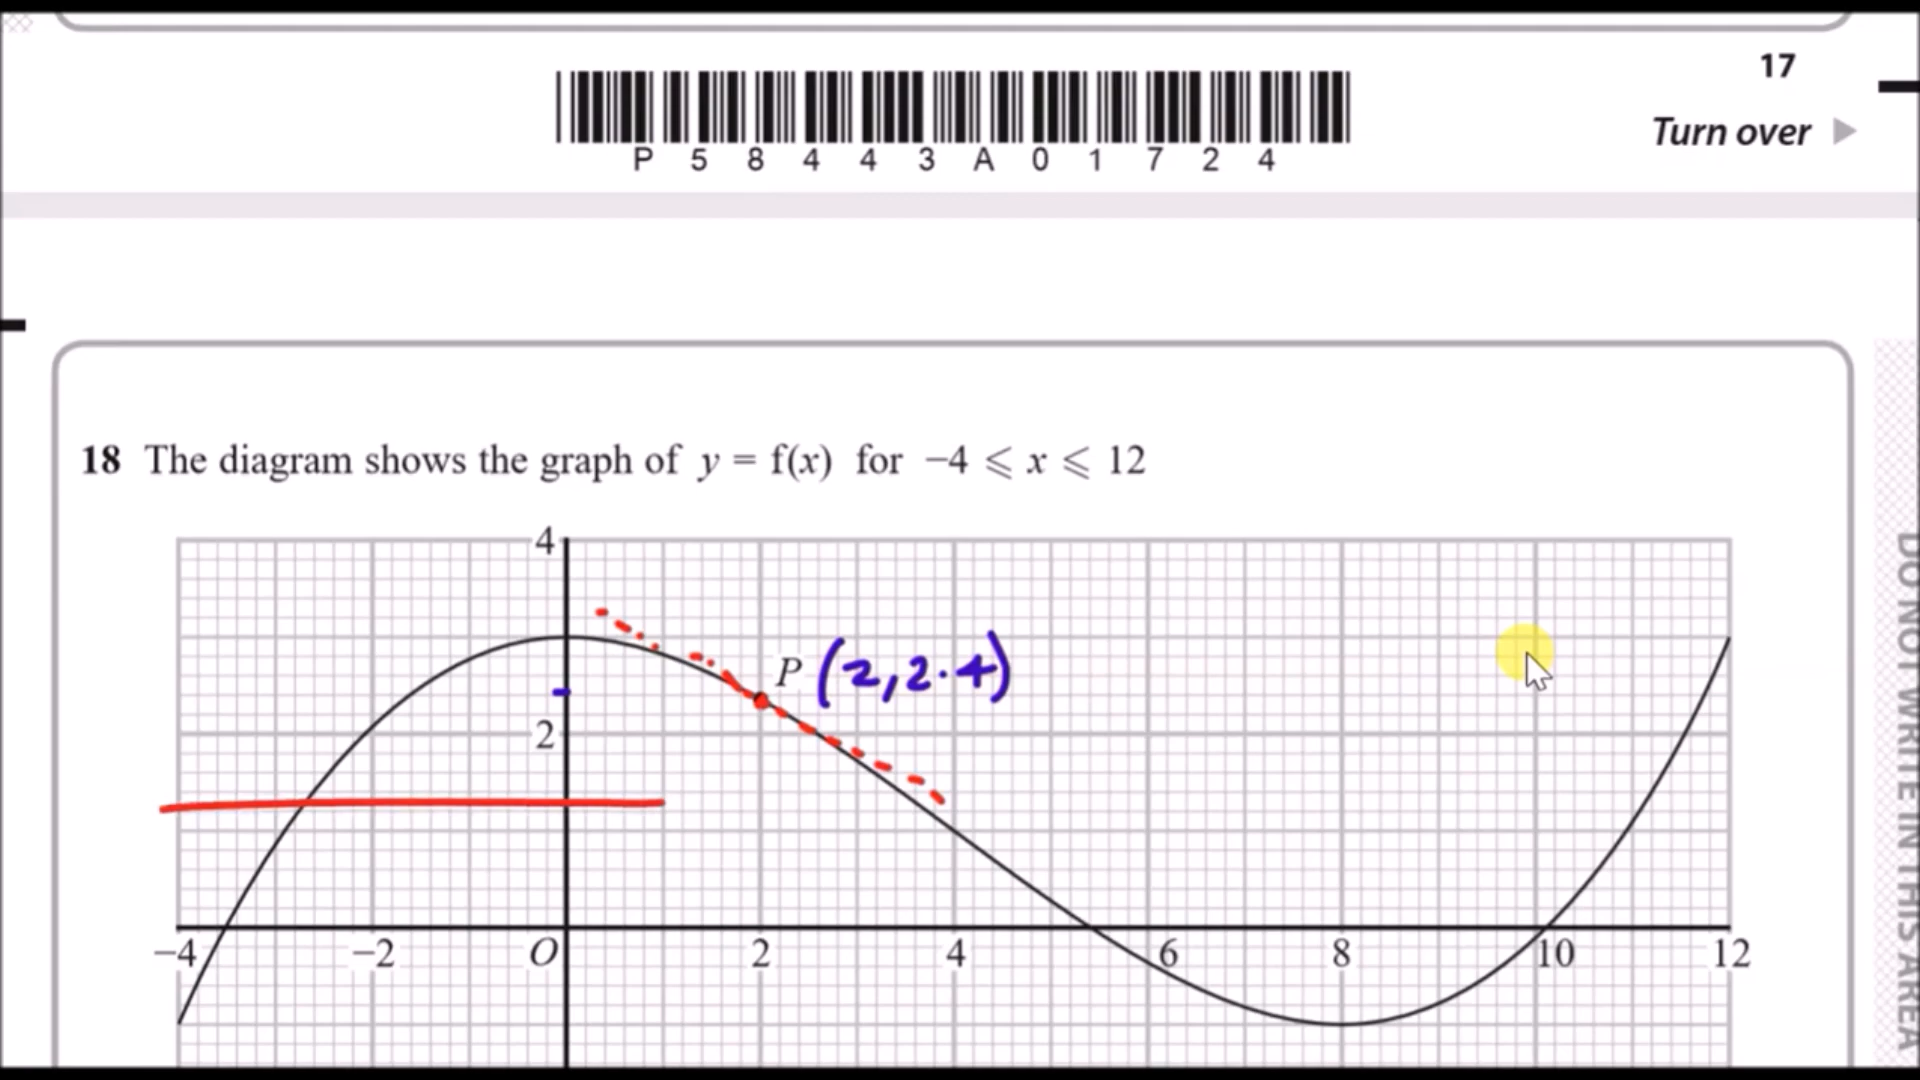 17
Turn over
P 5 8 4 4 3 A 0 1 7 2 4
18 The diagram shows the graph of y = f(x) for −4 ⩽ x ⩽ 12
4
P (2, 2·4)
2
−4 −2 O 2 4 6 8 10 12
DO NOT WRITE IN THIS AREA